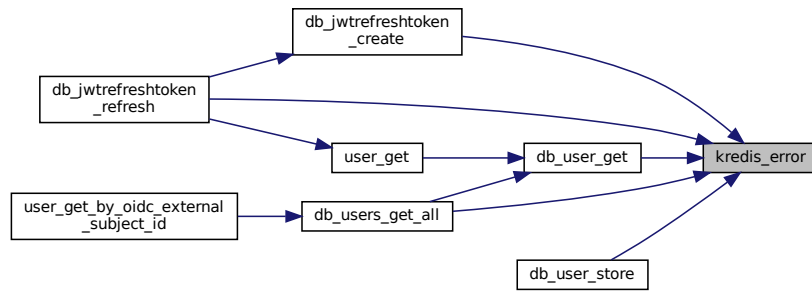 db_jwtrefreshtoken
_create
db_jwtrefreshtoken
_refresh
user_get
db_user_get
kredis_error
user_get_by_oidc_external
_subject_id
db_users_get_all
db_user_store